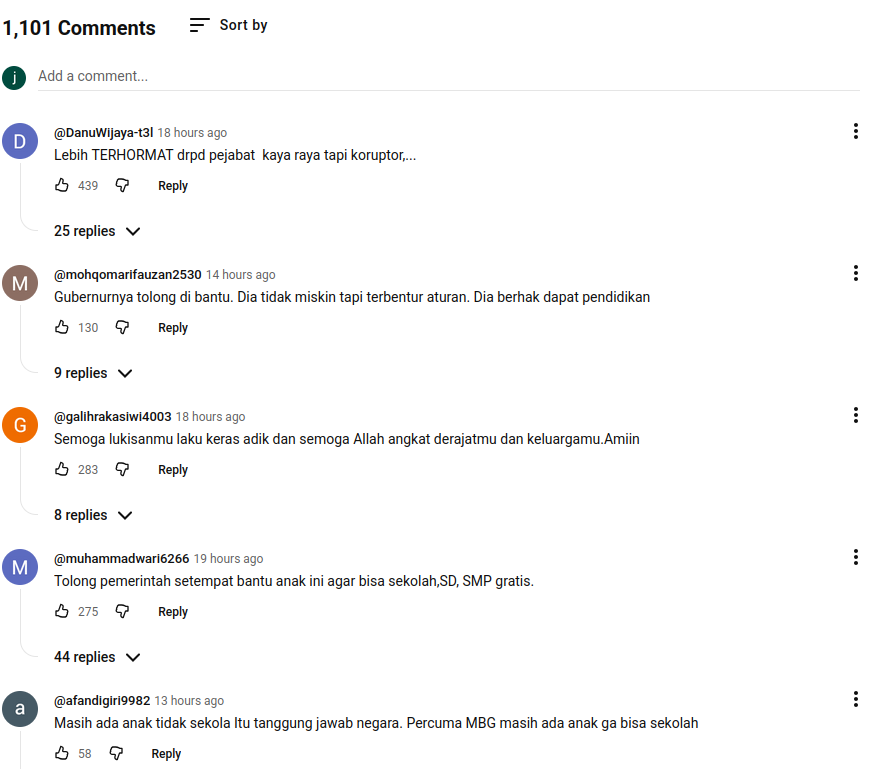 1,101 Comments Sort by
j Add a comment...
D @DanuWijaya-t3l 18 hours ago
Lebih TERHORMAT drpd pejabat  kaya raya tapi koruptor,...
439 Reply
25 replies
M @mohqomarifauzan2530 14 hours ago
Gubernurnya tolong di bantu. Dia tidak miskin tapi terbentur aturan. Dia berhak dapat pendidikan
130 Reply
9 replies
G @galihrakasiwi4003 18 hours ago
Semoga lukisanmu laku keras adik dan semoga Allah angkat derajatmu dan keluargamu.Amiin
283 Reply
8 replies
M @muhammadwari6266 19 hours ago
Tolong pemerintah setempat bantu anak ini agar bisa sekolah,SD, SMP gratis.
275 Reply
44 replies
a @afandigiri9982 13 hours ago
Masih ada anak tidak sekola Itu tanggung jawab negara. Percuma MBG masih ada anak ga bisa sekolah
58 Reply